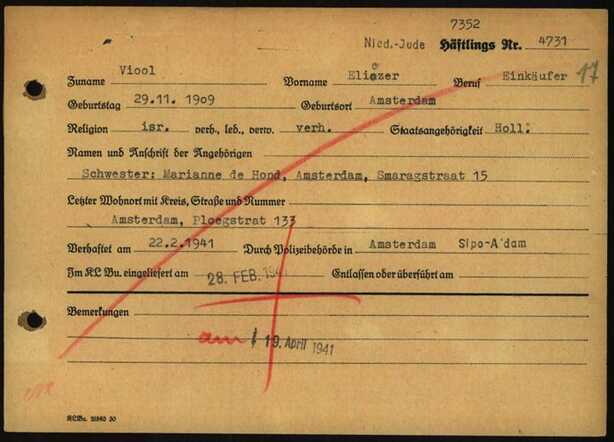 7352
Nied.-Jude Häftlings Nr. 4731
Zuname Viool Vorname Eliazer Beruf Einkäufer 17
Geburtstag 29.11. 1909 Geburtsort Amsterdam
Religion isr. verh., led., verw. verh. Staatsangehörigkeit Holl.
Namen und Anschrift der Angehörigen
Schwester: Marianne de Hond, Amsterdam, Smaragstraat 15
Letzter Wohnort mit Kreis, Straße und Nummer
Amsterdam, Ploegstrat 133
Verhaftet am 22.2.1941 Durch Polizeibehörde in Amsterdam Sipo-A'dam
Im KL Bu. eingeliefert am 28. FEB. 1941 Entlassen oder überführt am
Bemerkungen
am 19. April 1941
KLBu.